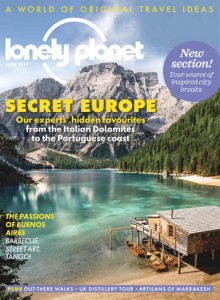 A WORLD OF ORIGINAL TRAVEL IDEAS
lonely planet
New
section!
Your source of
inspired city
breaks
SECRET EUROPE
Our experts' hidden favourites
from the Italian Dolomites
to the Portuguese coast
THE PASSIONS
OF BUENOS
AIRES
BARBECUE,
STREET ART,
TANGO!
PLUS OUT-THERE WALKS • UK DISTILLERY TOUR • ARTISANS OF MARRAKESH